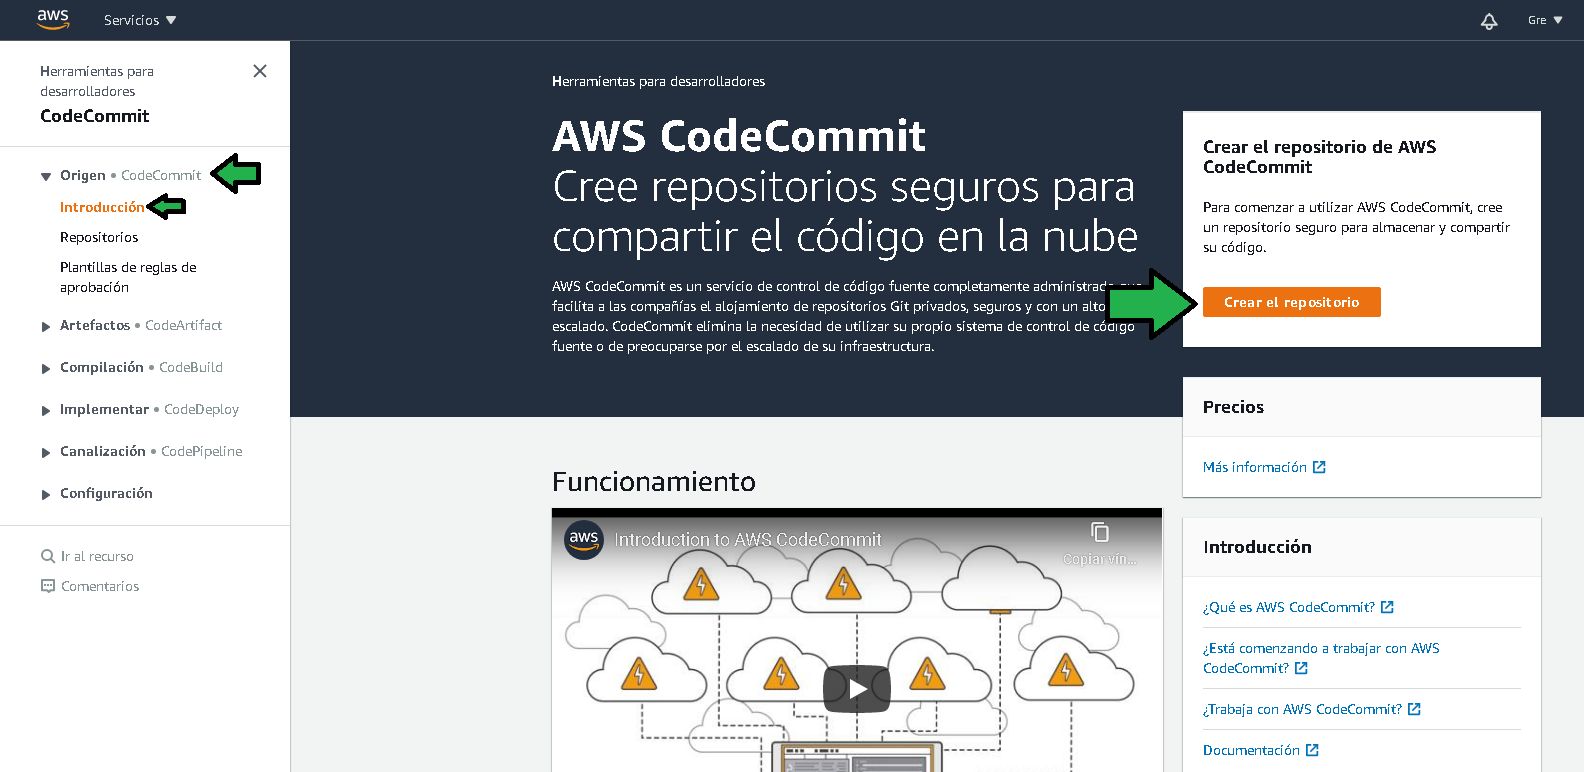 aws
Servicios
Gre
Herramientas para
desarrolladores
CodeCommit
Origen • CodeCommit
Introducción
Repositorios
Plantillas de reglas de
aprobación
Artefactos • CodeArtifact
Compilación • CodeBuild
Implementar • CodeDeploy
Canalización • CodePipeline
Configuración
Ir al recurso
Comentarios
Herramientas para desarrolladores
AWS CodeCommit
Cree repositorios seguros para
compartir el código en la nube
AWS CodeCommit es un servicio de control de código fuente completamente administrado que
facilita a las compañías el alojamiento de repositorios Git privados, seguros y con un alto
escalado. CodeCommit elimina la necesidad de utilizar su propio sistema de control de código
fuente o de preocuparse por el escalado de su infraestructura.
Crear el repositorio de AWS
CodeCommit
Para comenzar a utilizar AWS CodeCommit, cree
un repositorio seguro para almacenar y compartir
su código.
Crear el repositorio
Precios
Más información
Funcionamiento
aws
Introduction to AWS CodeCommit
Copiar vín...
Introducción
¿Qué es AWS CodeCommit?
¿Está comenzando a trabajar con AWS
CodeCommit?
¿Trabaja con AWS CodeCommit?
Documentación